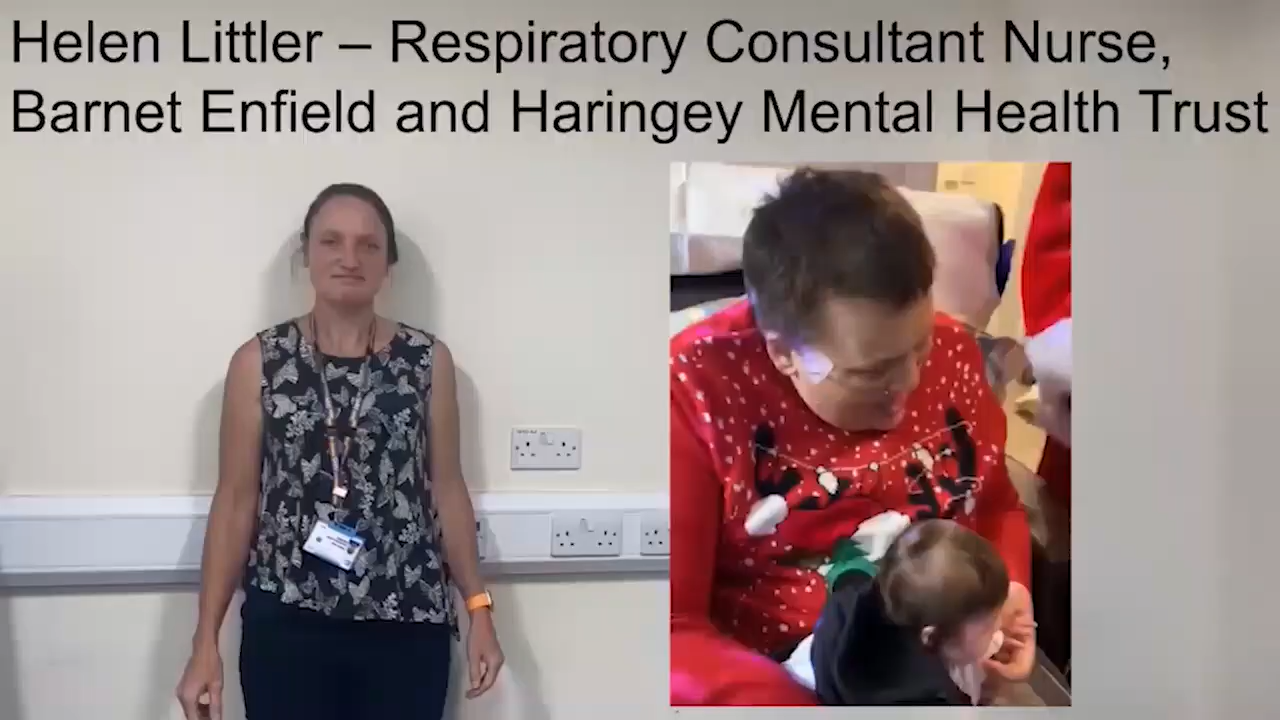 Helen Littler – Respiratory Consultant Nurse,
Barnet Enfield and Haringey Mental Health Trust